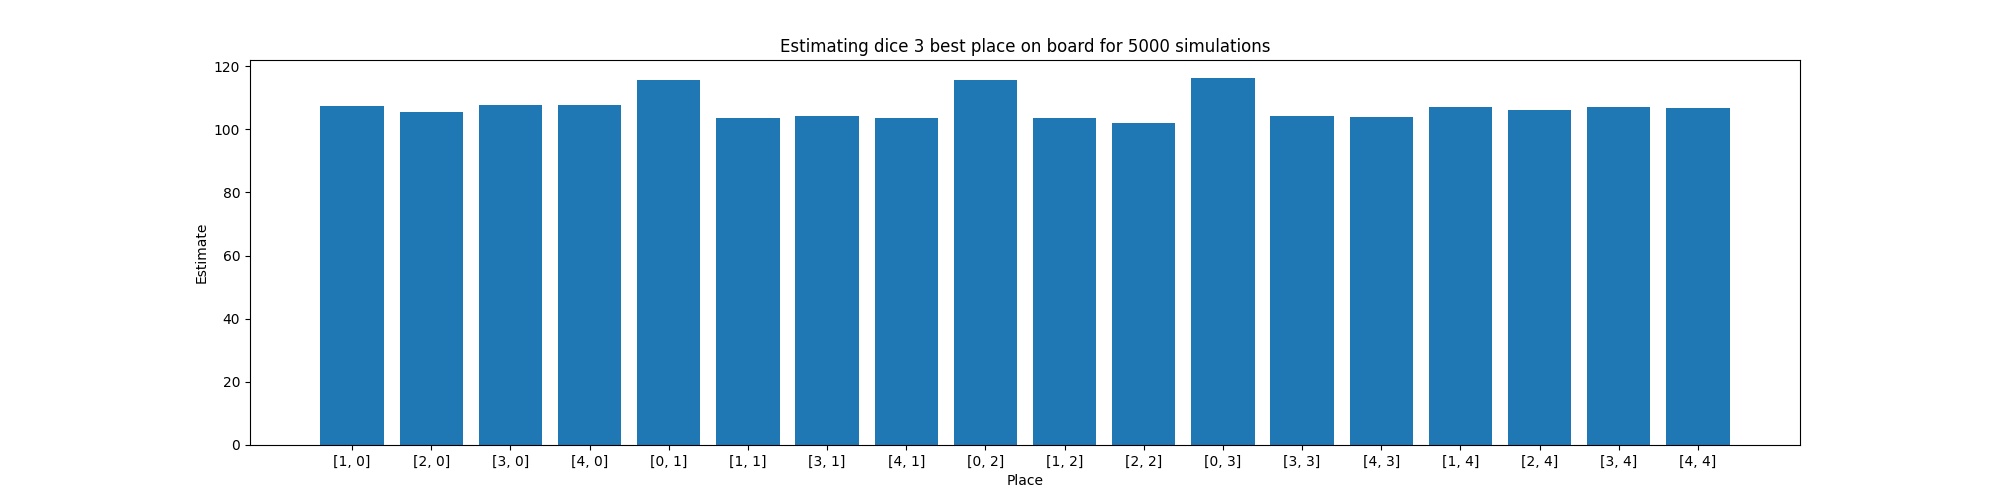 Estimating dice 3 best place on board for 5000 simulations
120
100
80
60
40
20
0
Estimate
[1, 0] [2, 0] [3, 0] [4, 0] [0, 1] [1, 1] [3, 1] [4, 1] [0, 2] [1, 2] [2, 2] [0, 3] [3, 3] [4, 3] [1, 4] [2, 4] [3, 4] [4, 4]
Place